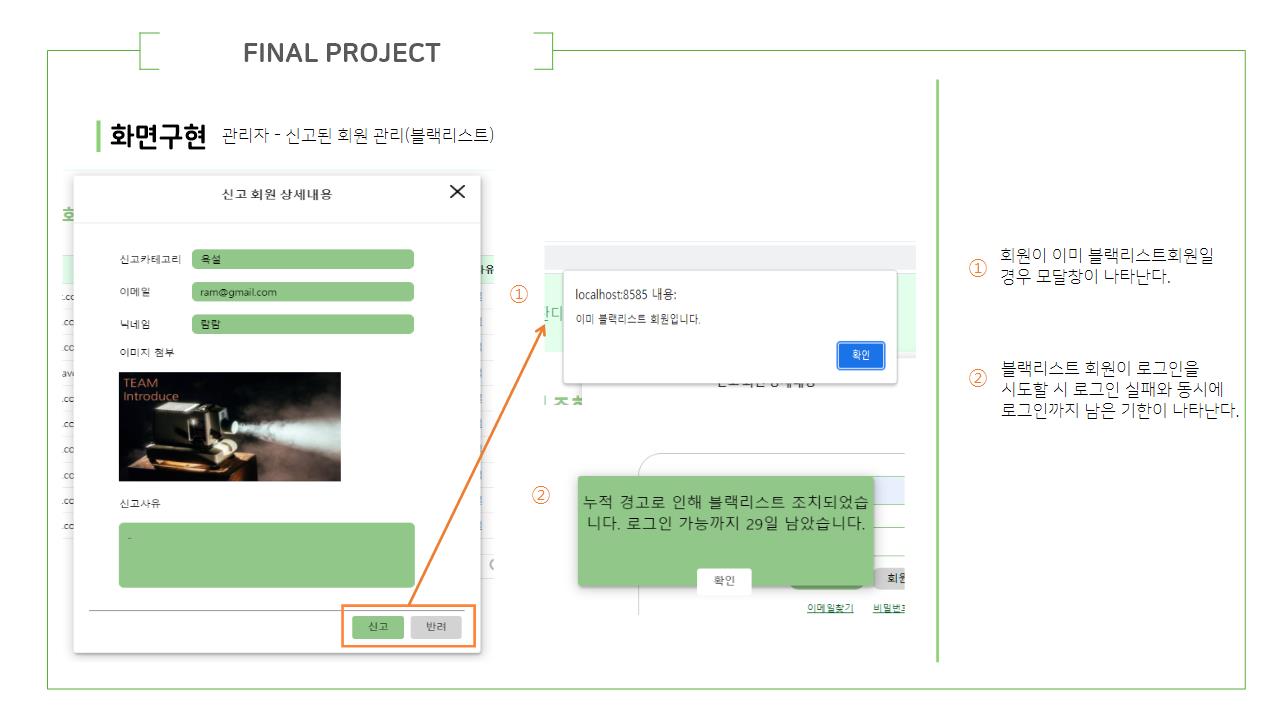 FINAL PROJECT
화면구현 관리자 - 신고된 회원 관리(블랙리스트)
신고 회원 상세내용
신고카테고리 욕설
이메일 ram@gmail.com
닉네임 람람
이미지 첨부
TEAM
Introduce
신고사유
-
신고 반려
①
localhost:8585 내용:
이미 블랙리스트 회원입니다.
확인
②
누적 경고로 인해 블랙리스트 조치되었습
니다. 로그인 가능까지 29일 남았습니다.
확인
회원
이메일찾기 비밀번호
① 회원이 이미 블랙리스트회원일
경우 모달창이 나타난다.
② 블랙리스트 회원이 로그인을
시도할 시 로그인 실패와 동시에
로그인까지 남은 기한이 나타난다.